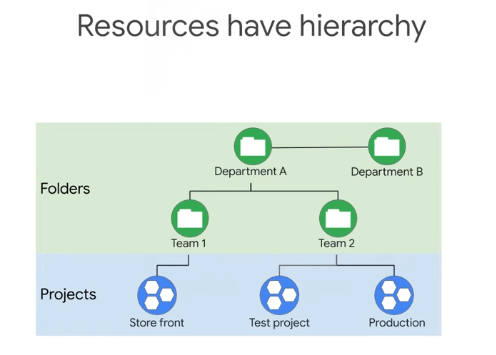 Resources have hierarchy
Department A
Department B
Folders
Team 1
Team 2
Projects
Store front
Test project
Production